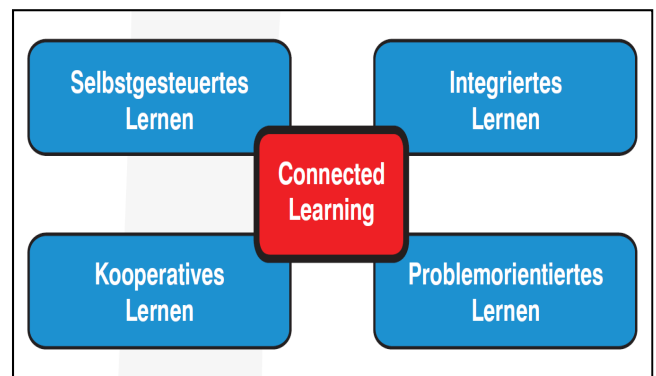 Selbstgesteuertes
Lernen
Integriertes
Lernen
Connected
Learning
Kooperatives
Lernen
Problemorientiertes
Lernen